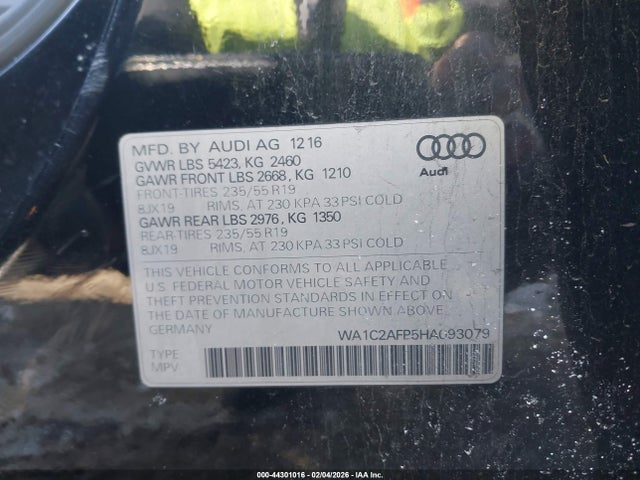 MFD. BY AUDI AG 12 16
GVWR LBS 5423, KG 2460
GAWR FRONT LBS 2668, KG 1210
FRONT-TIRES 235/55 R19
8JX19 RIMS, AT 230 KPA 33 PSI COLD
GAWR REAR LBS 2976, KG 1350
REAR-TIRES 235/55 R19
8JX19 RIMS, AT 230 KPA 33 PSI COLD
Audi
THIS VEHICLE CONFORMS TO ALL APPLICABLE
U.S. FEDERAL MOTOR VEHICLE SAFETY AND
THEFT PREVENTION STANDARDS IN EFFECT ON
THE DATE OF MANUFACTURE SHOWN ABOVE
GERMANY
WA1C2AFP5HA093079
TYPE
MPV
000-44301016 - 02/04/2026 - IAA Inc.